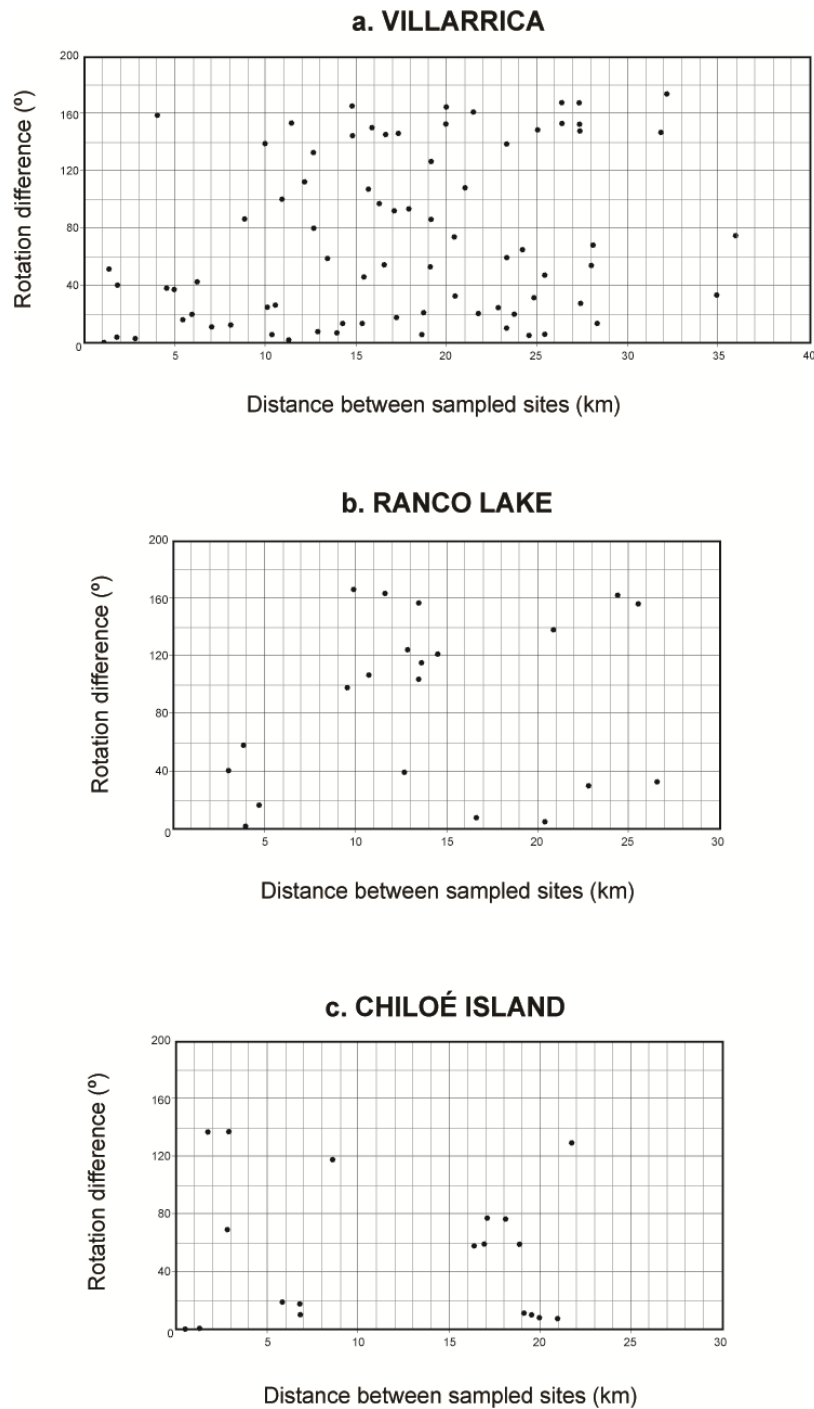 a. VILLARRICA
200
160
120
80
40
0
5 10 15 20 25 30 35 40
Rotation difference (º)
Distance between sampled sites (km)
b. RANCO LAKE
200
160
120
80
40
0
5 10 15 20 25 30
Rotation difference (º)
Distance between sampled sites (km)
c. CHILOÉ ISLAND
200
160
120
80
40
0
5 10 15 20 25 30
Rotation difference (º)
Distance between sampled sites (km)